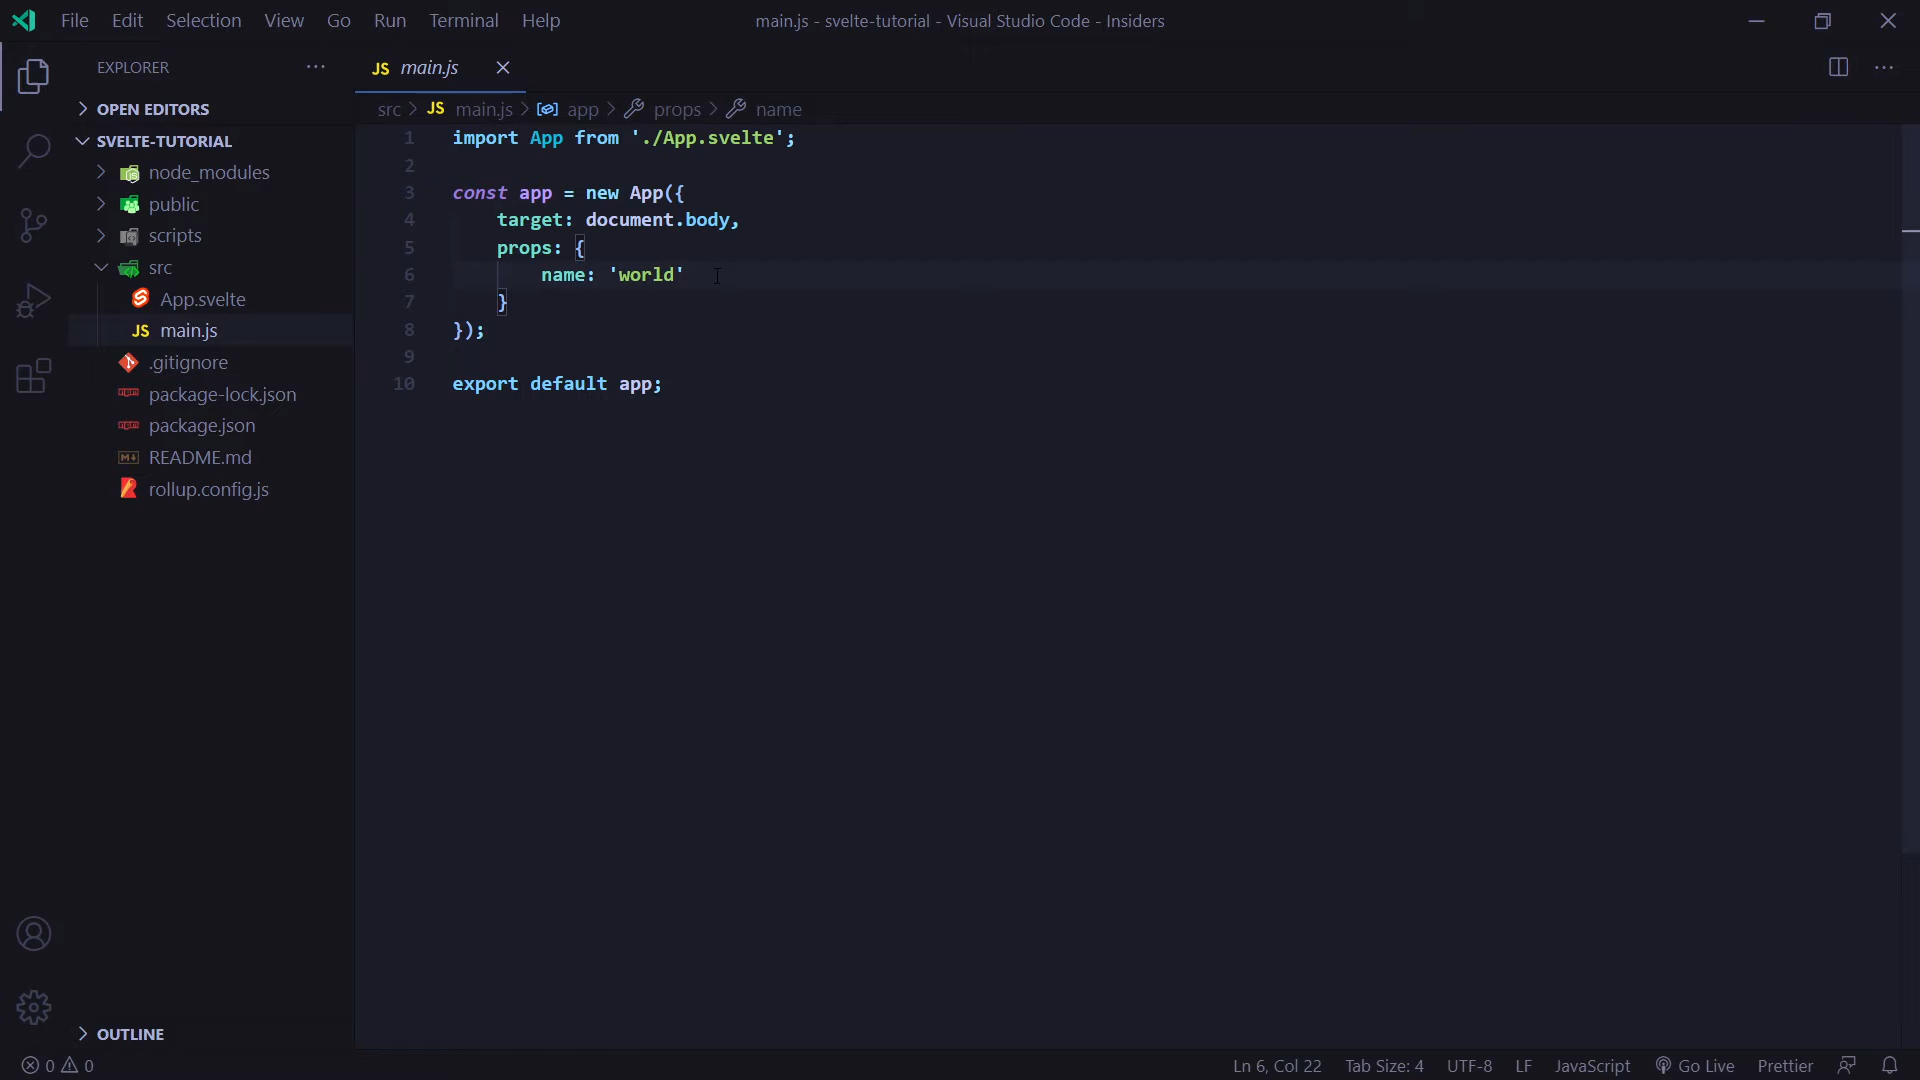 File Edit Selection View Go Run Terminal Help
main.js - svelte-tutorial - Visual Studio Code - Insiders
EXPLORER
OPEN EDITORS
SVELTE-TUTORIAL
node_modules
public
scripts
src
App.svelte
JS main.js
.gitignore
package-lock.json
package.json
README.md
rollup.config.js
OUTLINE
JS main.js
src > JS main.js > app > props > name
1 import App from './App.svelte';
2
3 const app = new App({
4 target: document.body,
5 props: {
6 name: 'world'
7 }
8 });
9
10 export default app;
0 0
Ln 6, Col 22 Tab Size: 4 UTF-8 LF JavaScript Go Live Prettier